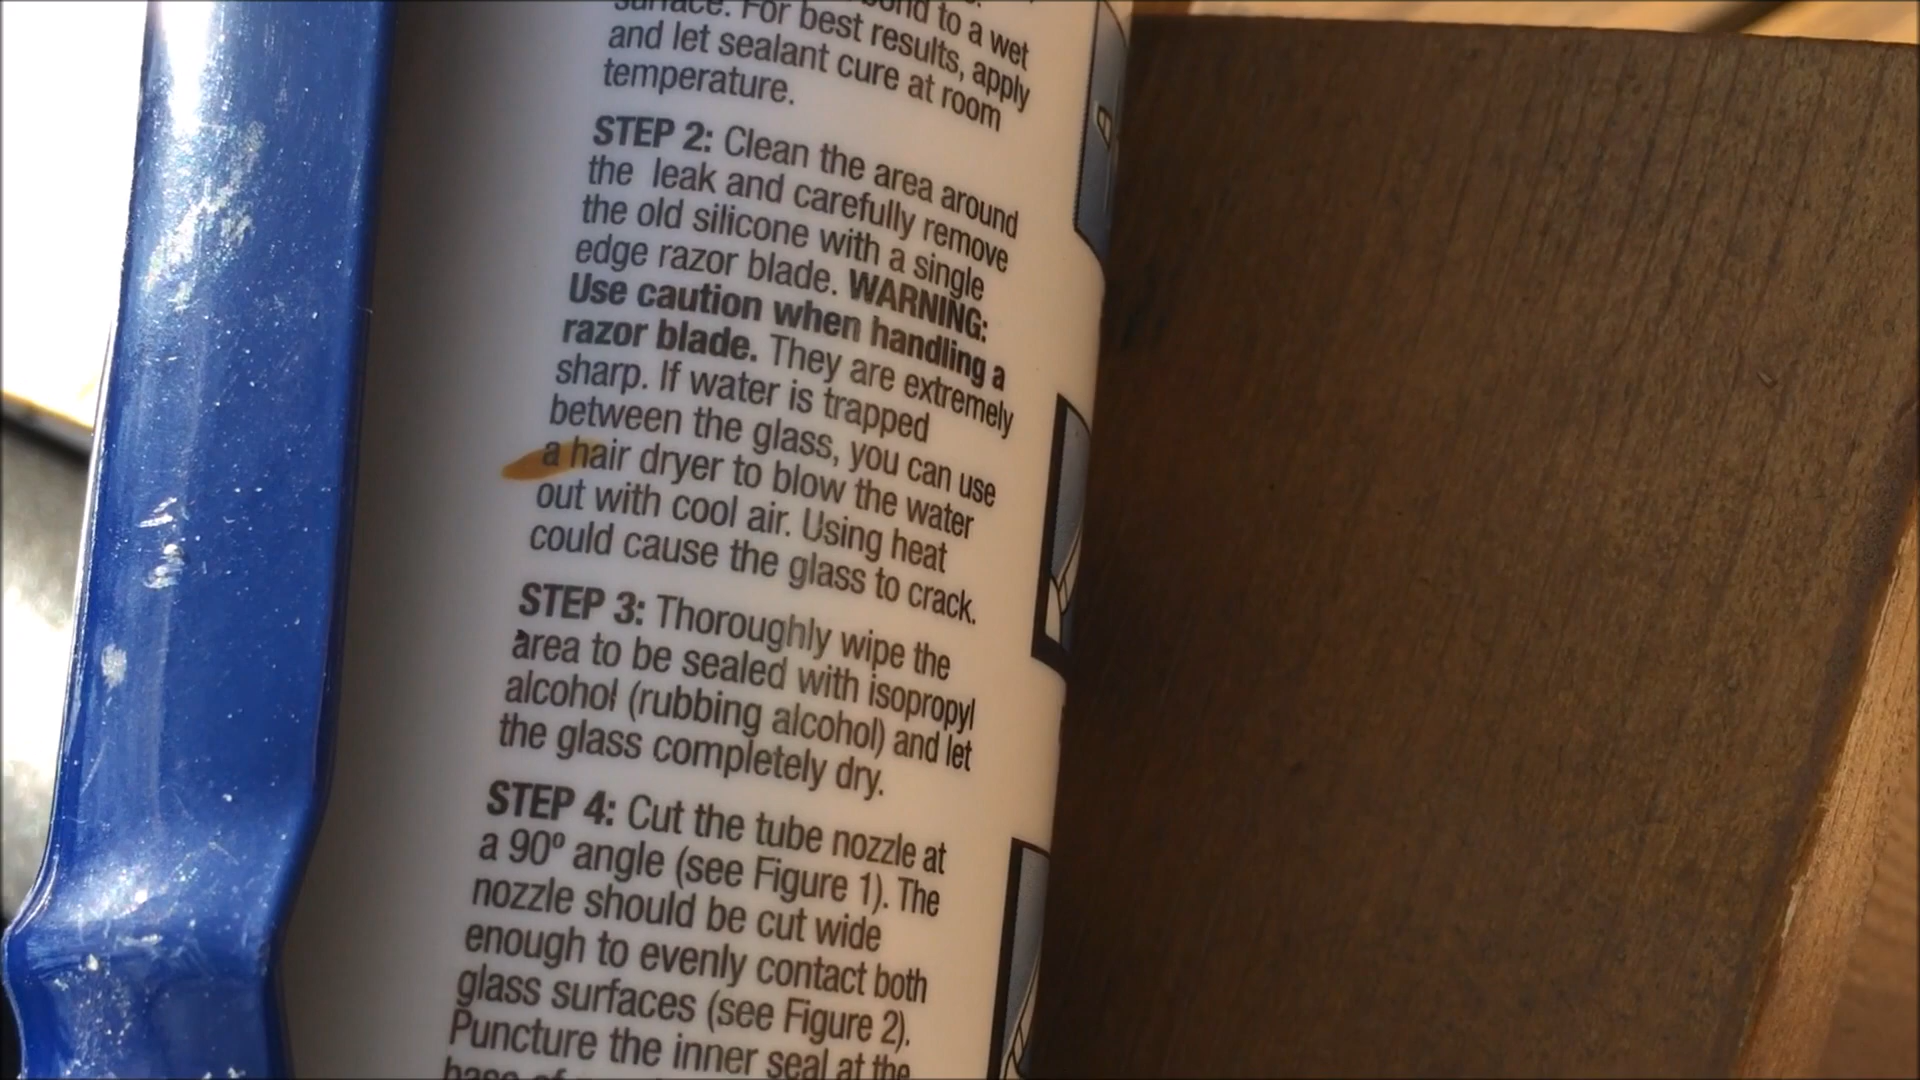 surface. For best results, apply
bond to a wet
and let sealant cure at room
temperature.
STEP 2: Clean the area around
the leak and carefully remove
the old silicone with a single
edge razor blade. WARNING:
Use caution when handling a
razor blade. They are extremely
sharp. If water is trapped
between the glass, you can use
a hair dryer to blow the water
out with cool air. Using heat
could cause the glass to crack.
STEP 3: Thoroughly wipe the
area to be sealed with isopropyl
alcohol (rubbing alcohol) and let
the glass completely dry.
STEP 4: Cut the tube nozzle at
a 90º angle (see Figure 1). The
nozzle should be cut wide
enough to evenly contact both
glass surfaces (see Figure 2).
Puncture the inner seal at the
base of